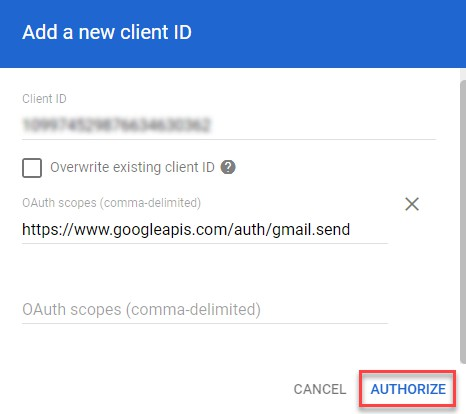 Add a new client ID
Client ID
Overwrite existing client ID
OAuth scopes (comma-delimited)
https://www.googleapis.com/auth/gmail.send
OAuth scopes (comma-delimited)
CANCEL AUTHORIZE